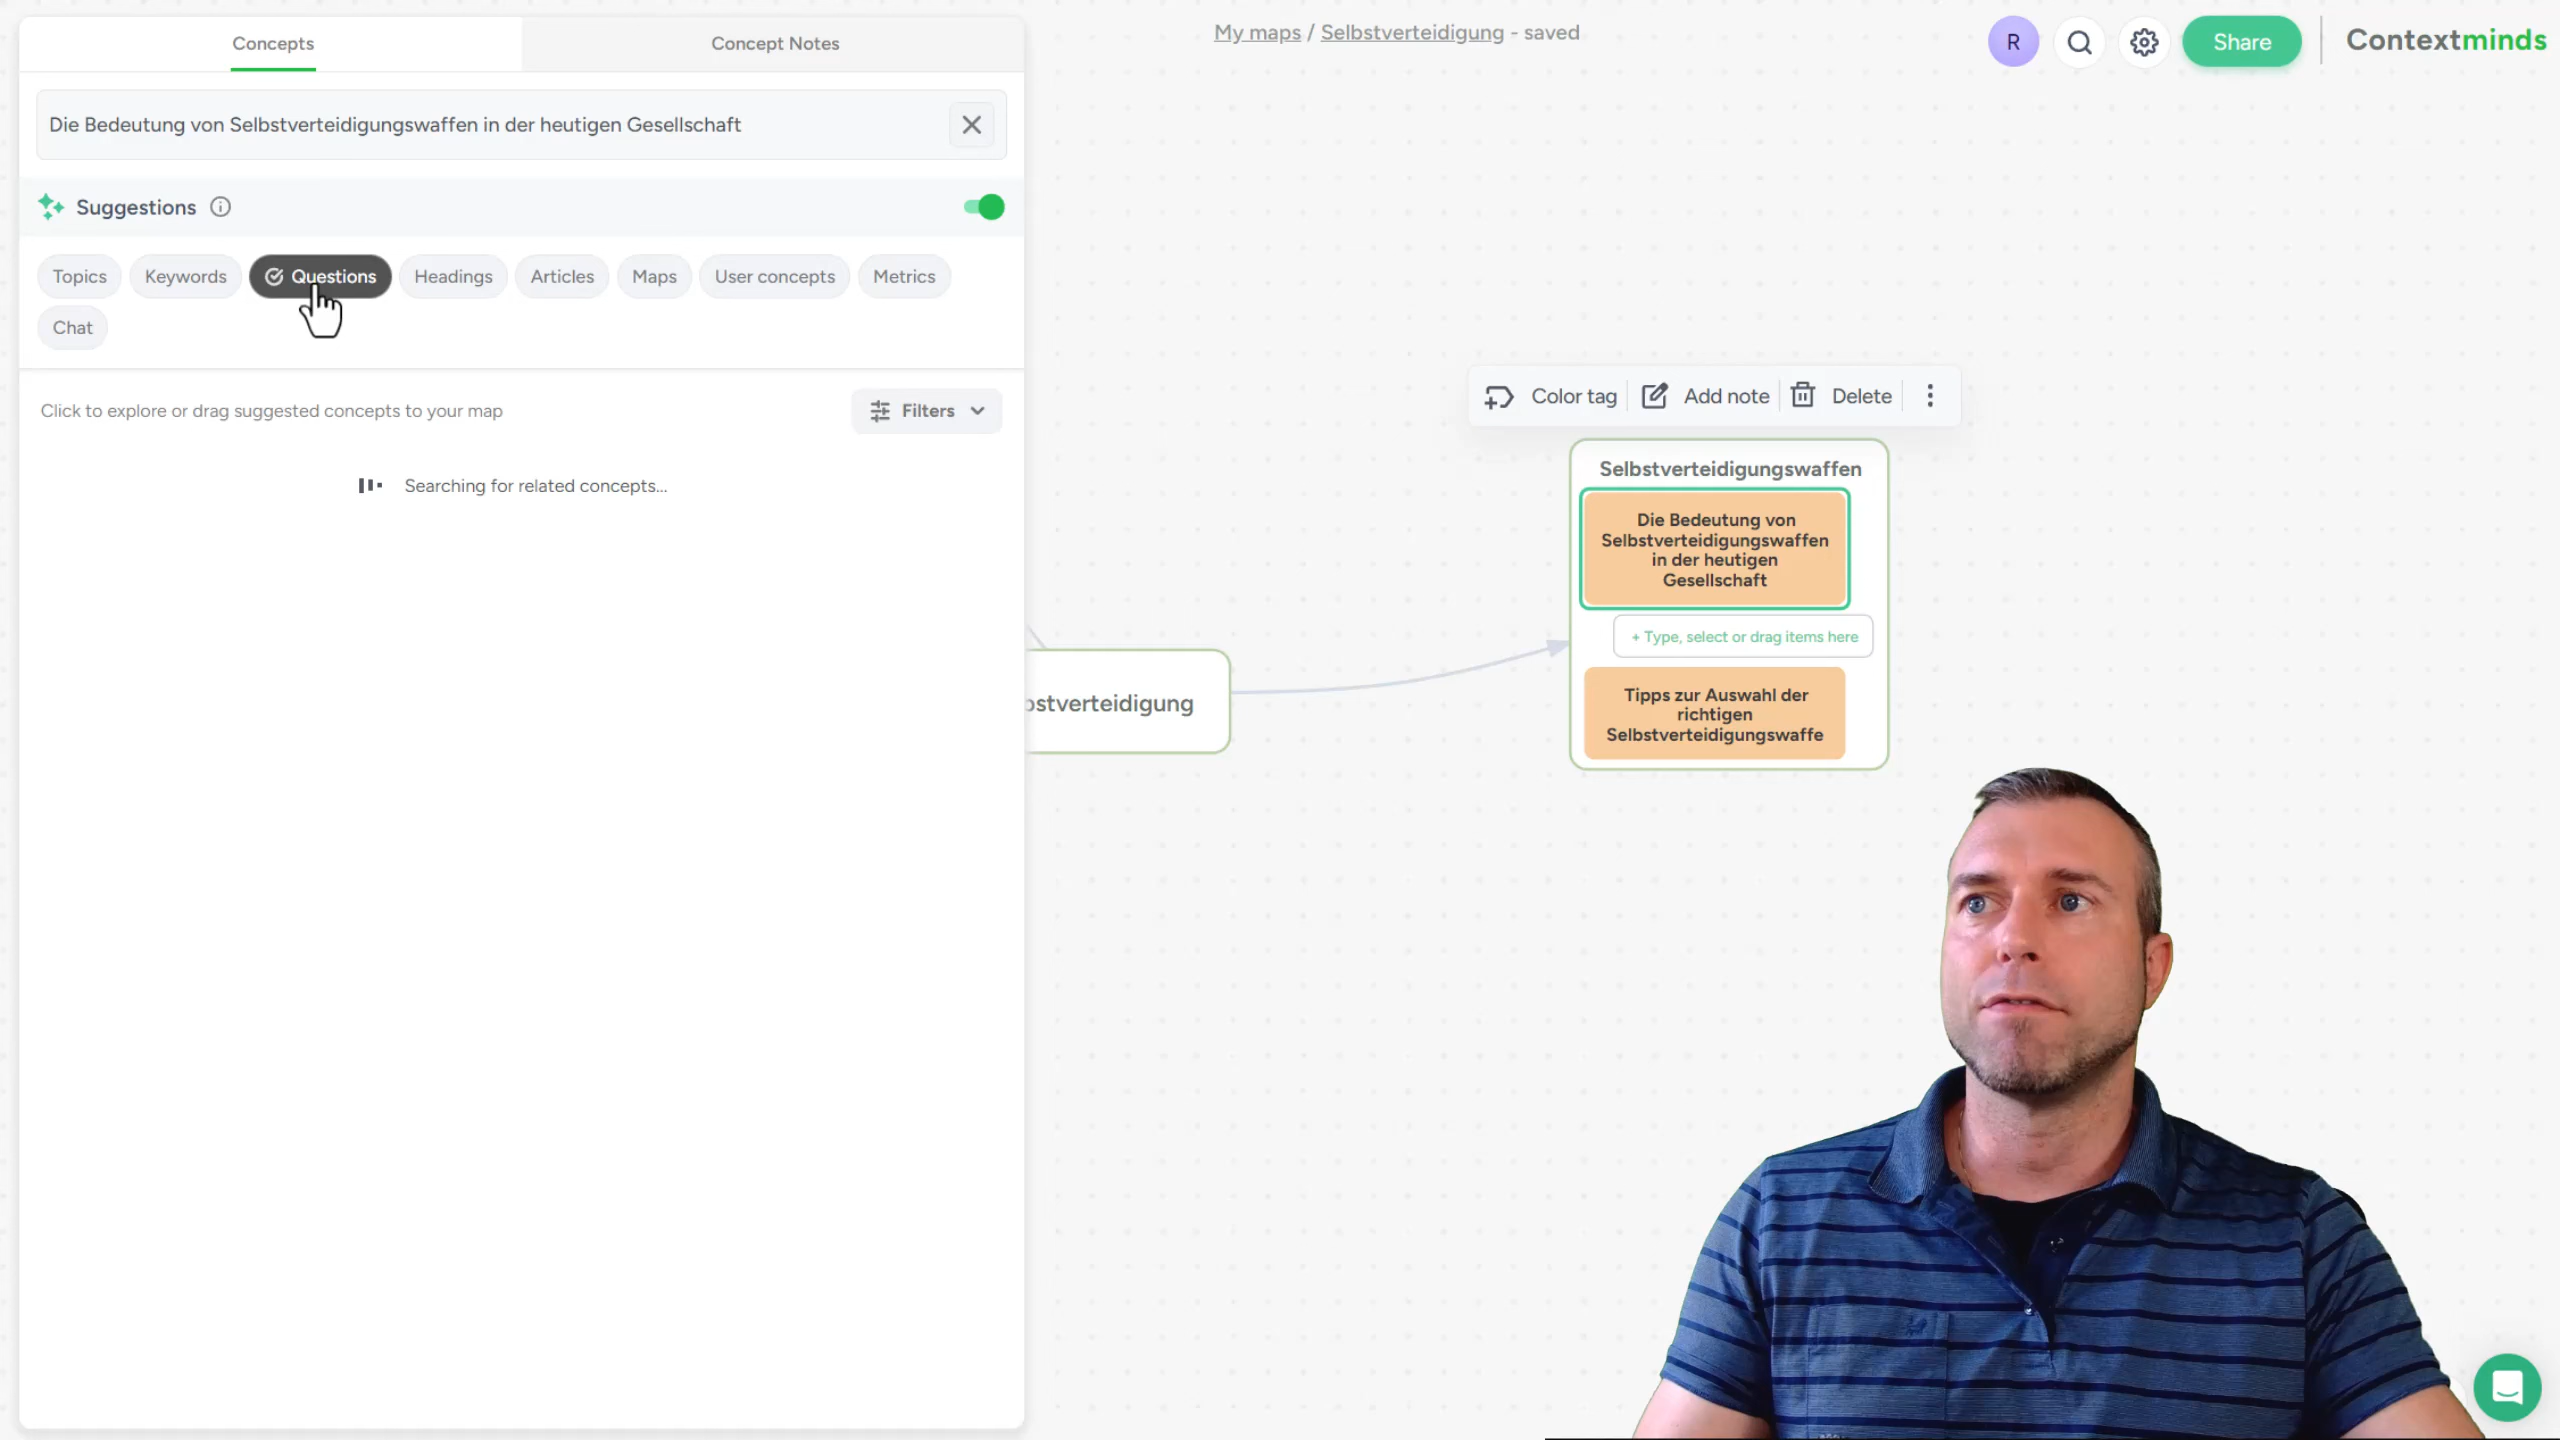 Concepts
Concept Notes
My maps / Selbstverteidigung - saved
R
Share
Contextminds
Die Bedeutung von Selbstverteidigungswaffen in der heutigen Gesellschaft
Suggestions
Topics
Keywords
Questions
Headings
Articles
Maps
User concepts
Metrics
Chat
Click to explore or drag suggested concepts to your map
Filters
Searching for related concepts...
Color tag
Add note
Delete
Selbstverteidigungswaffen
Die Bedeutung von
Selbstverteidigungswaffen
in der heutigen
Gesellschaft
+ Type, select or drag items here
bstverteidigung
Tipps zur Auswahl der
richtigen
Selbstverteidigungswaffe